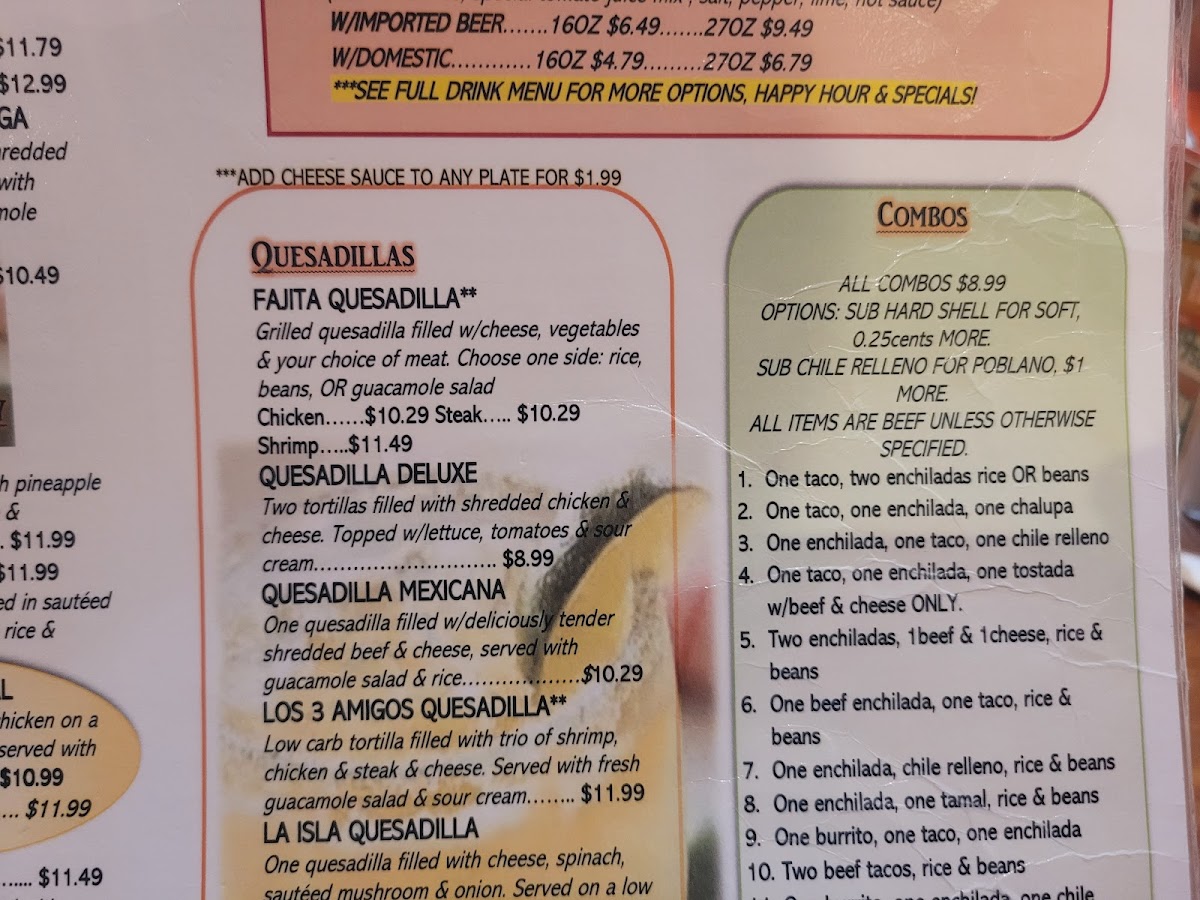 $11.79
$12.99
GA
redded
with
mole
$10.49
h pineapple
&
. $11.99
$11.99
ed in sautéed
rice &
L
chicken on a
served with
$10.99
... $11.99
..... $11.49
W/IMPORTED BEER.......16OZ $6.49.......27OZ $9.49
W/DOMESTIC............16OZ $4.79.........27OZ $6.79
***SEE FULL DRINK MENU FOR MORE OPTIONS, HAPPY HOUR & SPECIALS!
***ADD CHEESE SAUCE TO ANY PLATE FOR $1.99
QUESADILLAS
FAJITA QUESADILLA**
Grilled quesadilla filled w/cheese, vegetables
& your choice of meat. Choose one side: rice,
beans, OR guacamole salad
Chicken......$10.29 Steak..... $10.29
Shrimp.....$11.49
QUESADILLA DELUXE
Two tortillas filled with shredded chicken &
cheese. Topped w/lettuce, tomatoes & sour
cream............................ $8.99
QUESADILLA MEXICANA
One quesadilla filled w/deliciously tender
shredded beef & cheese, served with
guacamole salad & rice..................$10.29
LOS 3 AMIGOS QUESADILLA**
Low carb tortilla filled with trio of shrimp,
chicken & steak & cheese. Served with fresh
guacamole salad & sour cream........ $11.99
LA ISLA QUESADILLA
One quesadilla filled with cheese, spinach,
sautéed mushroom & onion. Served on a low
COMBOS
ALL COMBOS $8.99
OPTIONS: SUB HARD SHELL FOR SOFT,
0.25cents MORE.
SUB CHILE RELLENO FOR POBLANO, $1
MORE.
ALL ITEMS ARE BEEF UNLESS OTHERWISE
SPECIFIED.
1. One taco, two enchiladas rice OR beans
2. One taco, one enchilada, one chalupa
3. One enchilada, one taco, one chile relleno
4. One taco, one enchilada, one tostada
w/beef & cheese ONLY.
5. Two enchiladas, 1beef & 1cheese, rice &
beans
6. One beef enchilada, one taco, rice &
beans
7. One enchilada, chile relleno, rice & beans
8. One enchilada, one tamal, rice & beans
9. One burrito, one taco, one enchilada
10. Two beef tacos, rice & beans
one enchilada, one chile